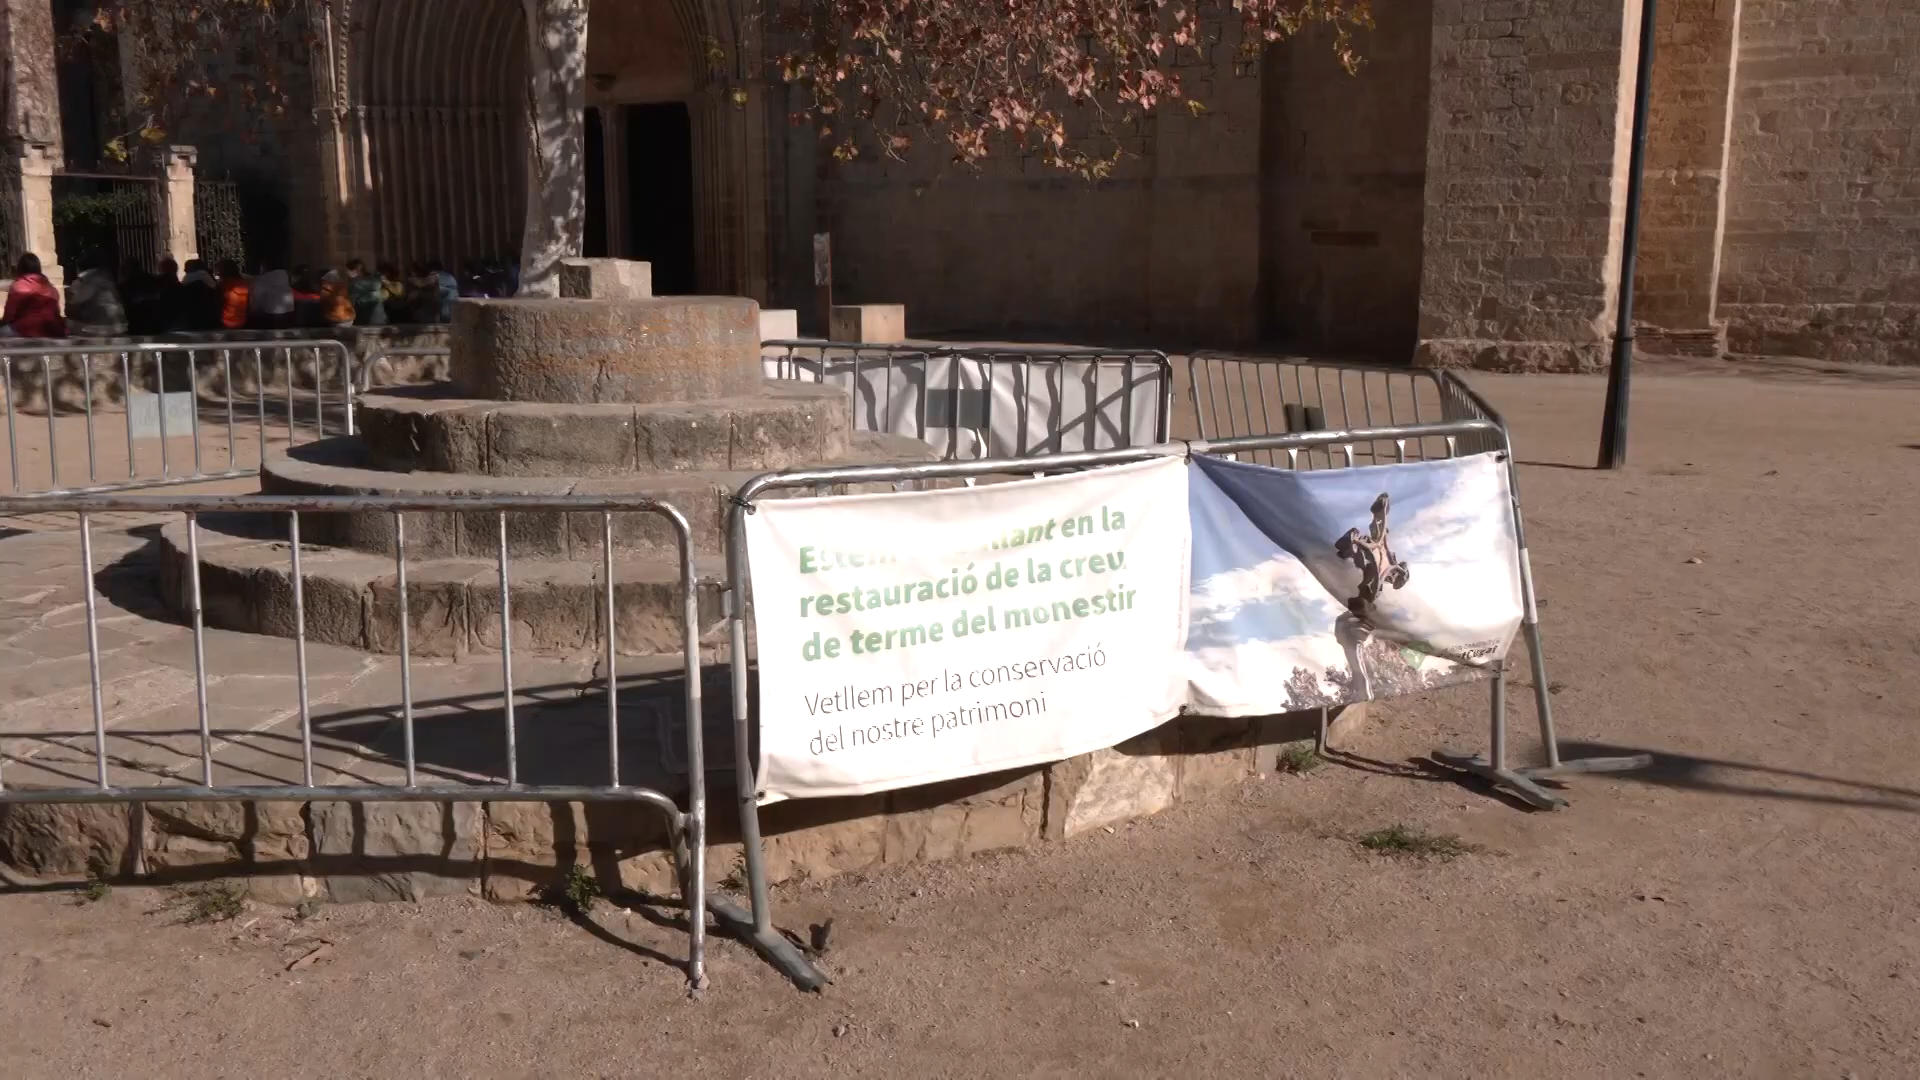 en la
restauració de la creu
de terme del monestir
Vetllem per la conservació
del nostre patrimoni